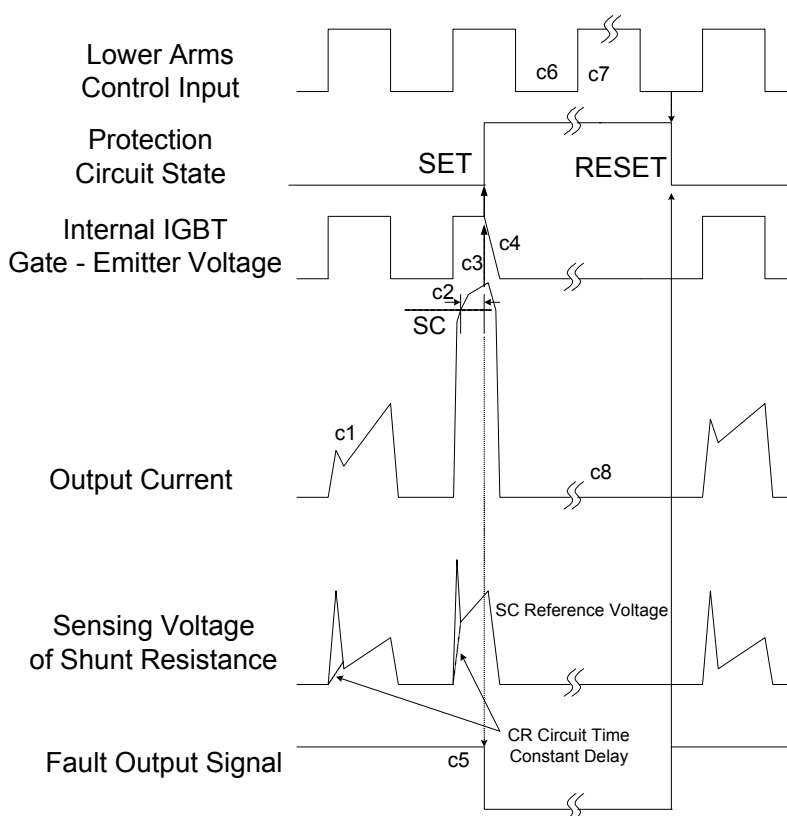 Lower Arms
Control Input
c6
c7
Protection
Circuit State
SET
RESET
Internal IGBT
Gate - Emitter Voltage
c4
c3
c2
SC
c1
Output Current
c8
SC Reference Voltage
Sensing Voltage
of Shunt Resistance
CR Circuit Time
Constant Delay
Fault Output Signal
c5